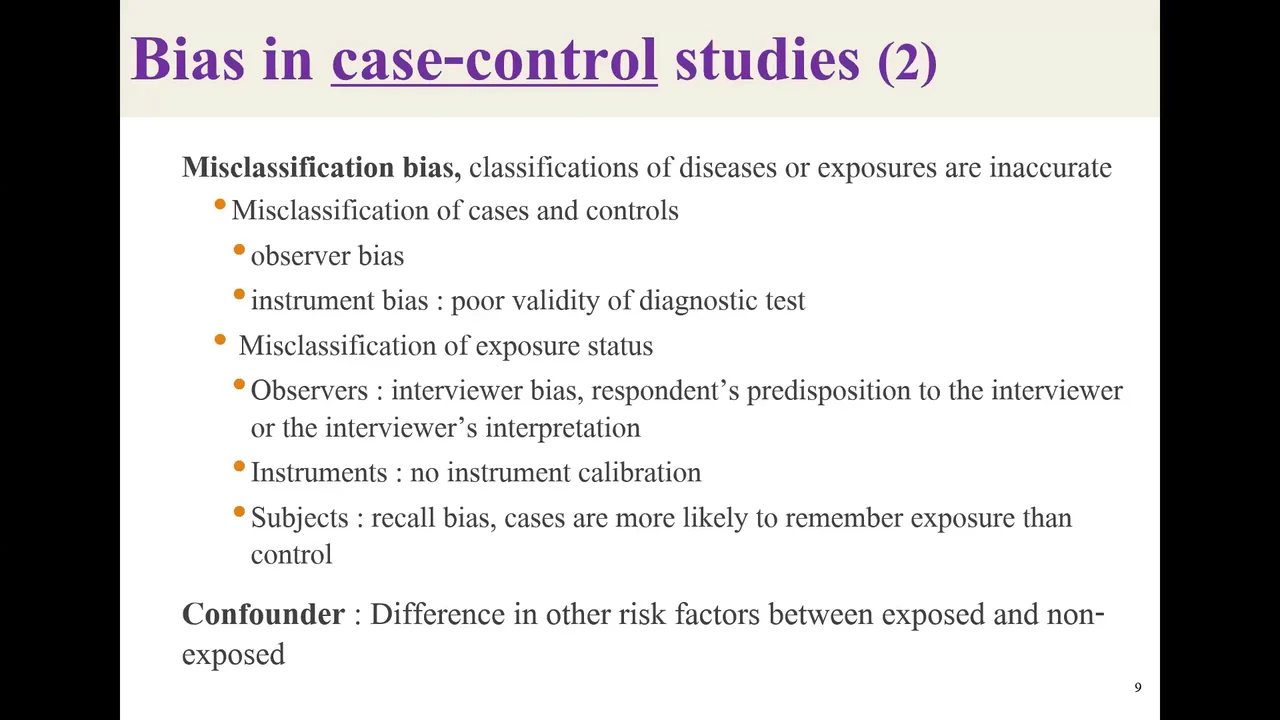 Bias in case-control studies (2)
Misclassification bias, classifications of diseases or exposures are inaccurate
• Misclassification of cases and controls
• observer bias
• instrument bias : poor validity of diagnostic test
• Misclassification of exposure status
• Observers : interviewer bias, respondent’s predisposition to the interviewer
or the interviewer’s interpretation
• Instruments : no instrument calibration
• Subjects : recall bias, cases are more likely to remember exposure than
control
Confounder : Difference in other risk factors between exposed and non-
exposed
9